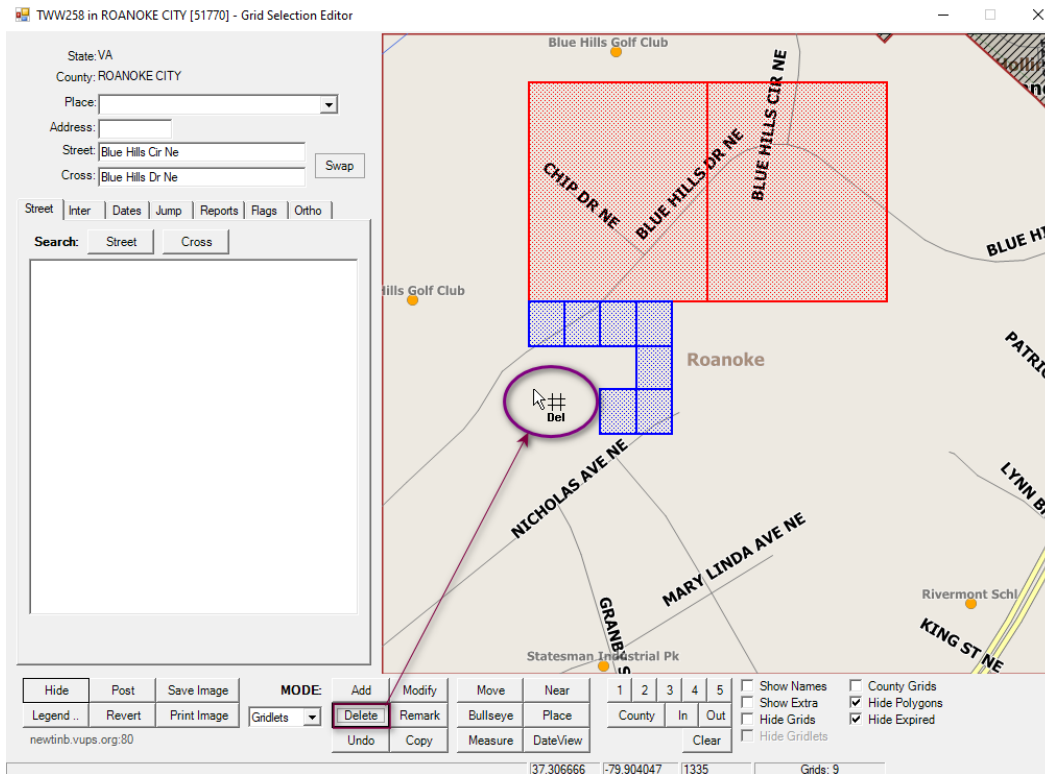 TWW258 in ROANOKE CITY [51770] - Grid Selection Editor
State: VA
County: ROANOKE CITY
Place:
Address:
Street: Blue Hills Cir Ne
Cross: Blue Hills Dr Ne
Swap
Street Inter Dates Jump Reports Flags Ortho
Search: Street Cross
Blue Hills Golf Club
BLUE HILLS CIR NE
BLUE HILLS DR NE
CHIP DR NE
BLUE HI
Hills Golf Club
Roanoke
PATRIC
Del
NICHOLAS AVE NE
LYNN B
MARY LINDA AVE NE
Rivermont Schl
GRANB
S
KING ST NE
Statesman Industrial Pk
Hide Post Save Image MODE: Add Modify Move Near 1 2 3 4 5 Show Names County Grids
Legend .. Revert Print Image Gridlets Delete Remark Bullseye Place County In Out Show Extra Hide Polygons
Hide Grids Hide Expired
newtinb.vups.org:80 Undo Copy Measure DateView Clear Hide Gridlets
37.306666 -79.904047 1335 Grids: 9